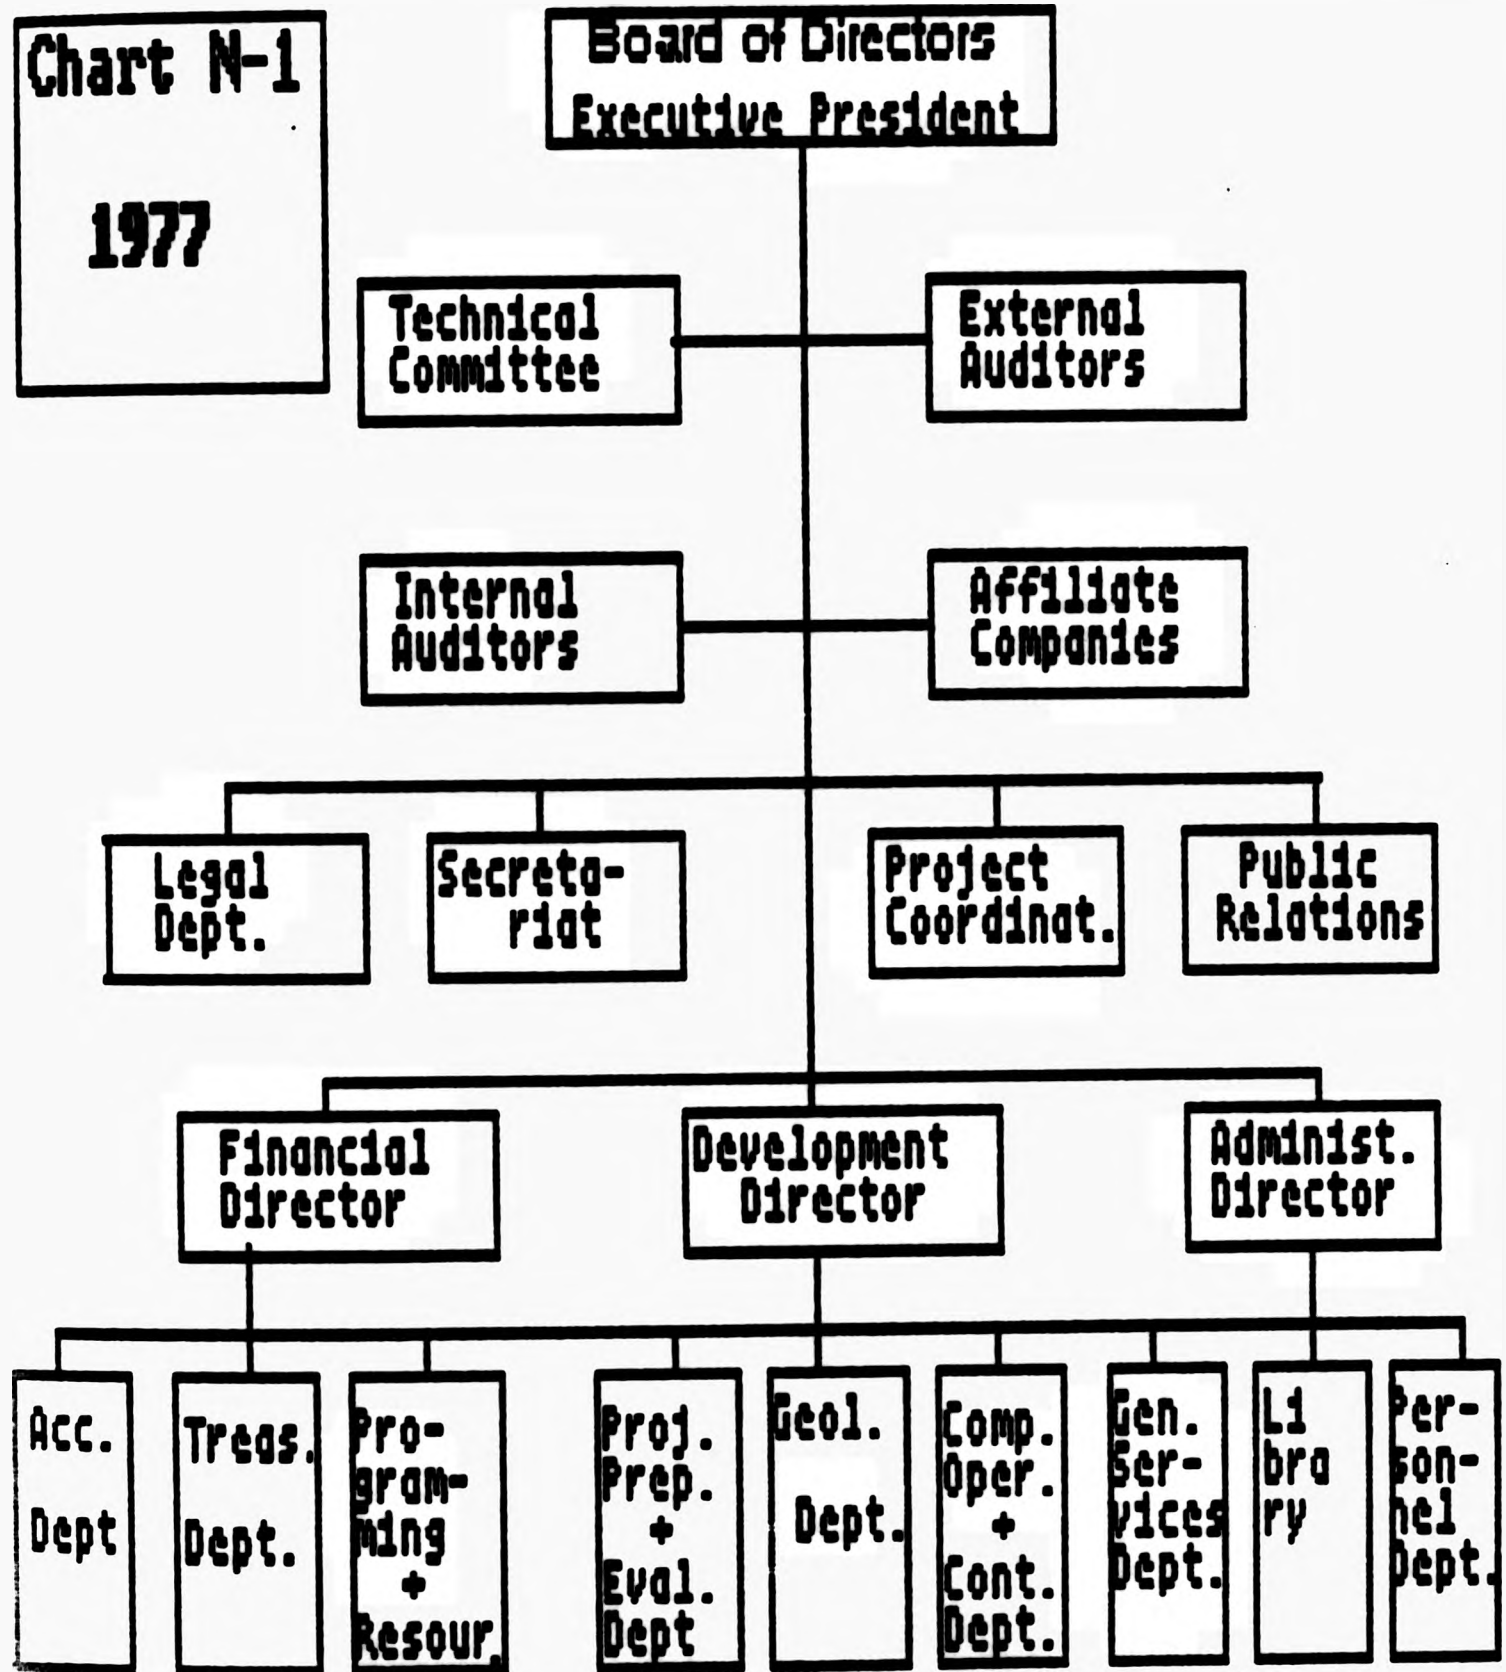 Chart N-1
1977
Board of Directors
Executive President
Technical
Committee
External
Auditors
Internal
Auditors
Affiliate
Companies
Legal
Dept.
Secreta-
riat
Project
Coordinat.
Public
Relations
Financial
Director
Development
Director
Administ.
Director
Acc.
Dept
Treas.
Dept.
Pro-
gram-
ming
+
Resour.
Proj.
Prep.
+
Eval.
Dept
Geol.
Dept.
Comp.
Oper.
+
Cont.
Dept.
Gen.
Ser-
vices
Dept.
Li
bra
ry
Per-
son-
nel
Dept.